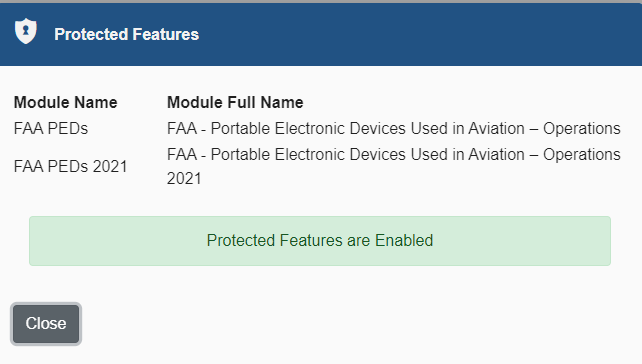 Protected Features
Module Name Module Full Name
FAA PEDs FAA - Portable Electronic Devices Used in Aviation – Operations
FAA PEDs 2021 FAA - Portable Electronic Devices Used in Aviation – Operations
2021
Protected Features are Enabled
Close